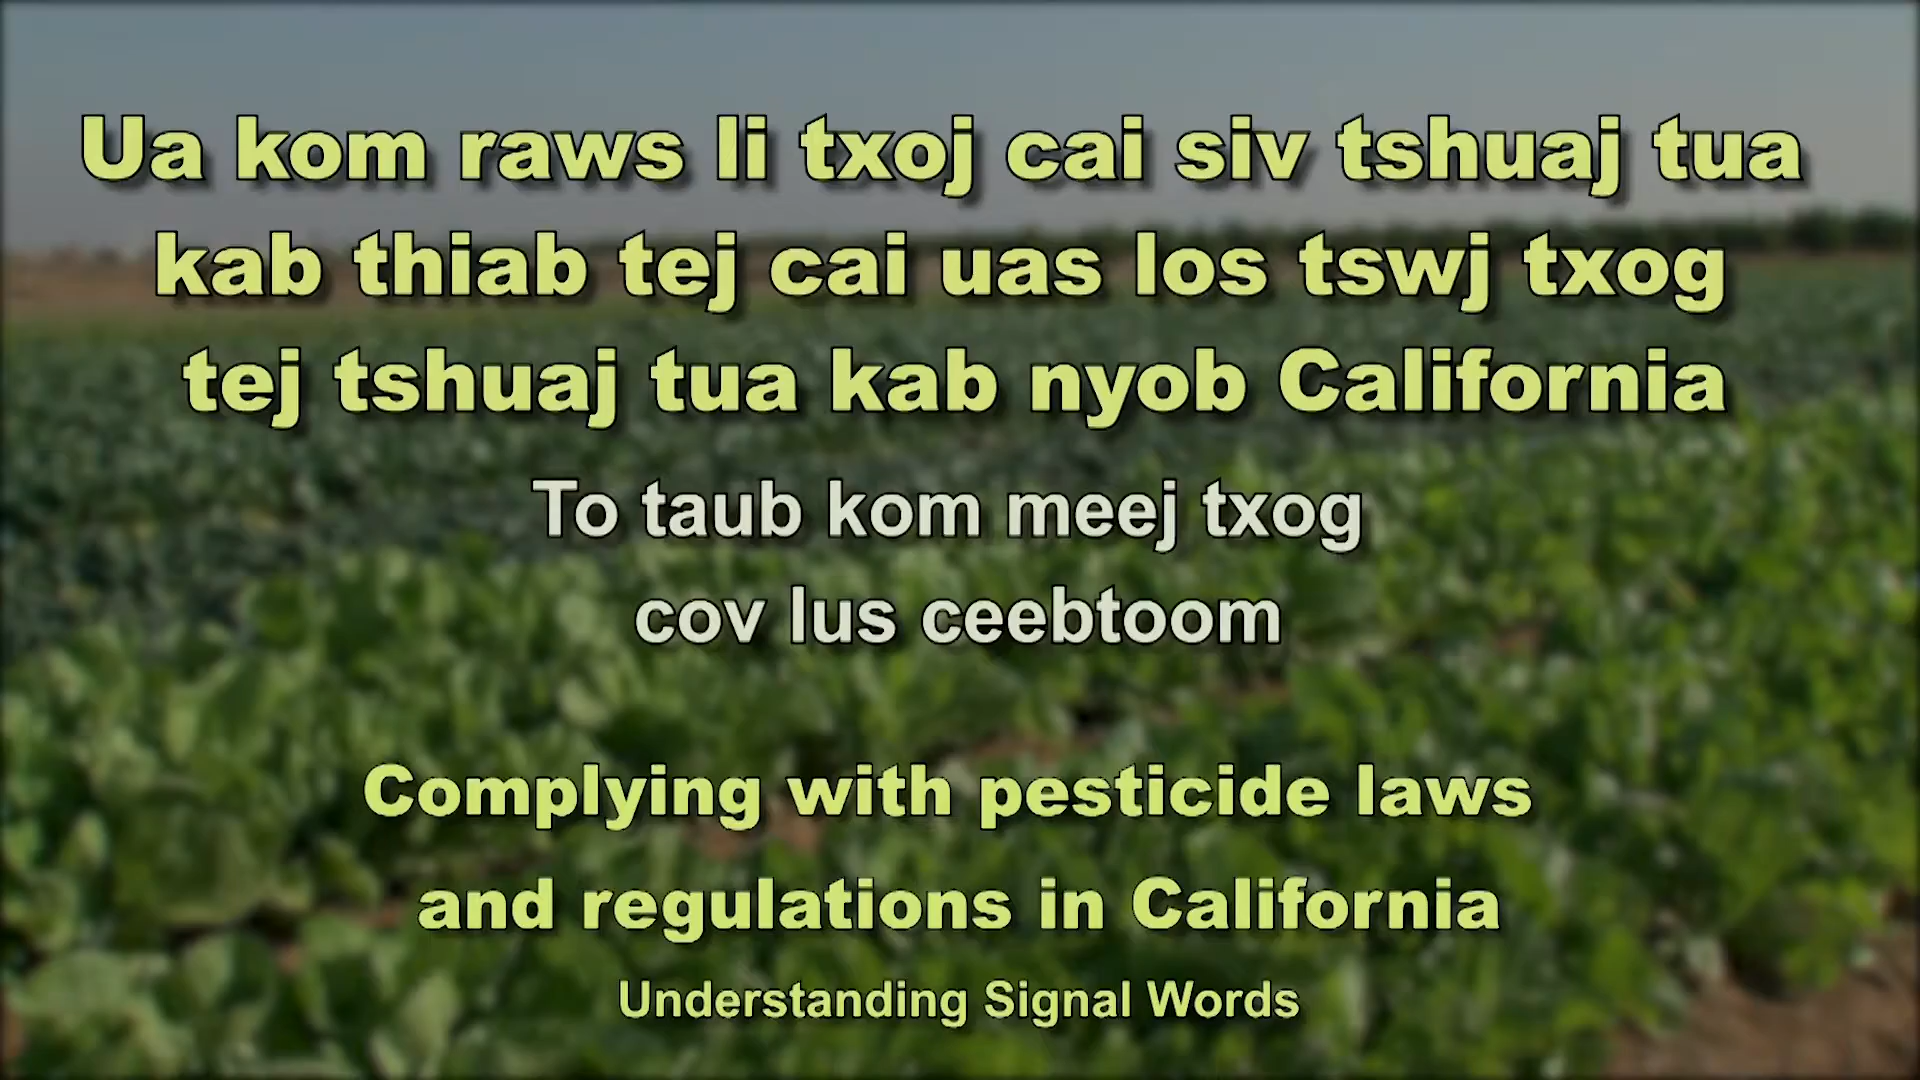 Ua kom raws li txoj cai siv tshuaj tua
kab thiab tej cai uas los tswj txog
tej tshuaj tua kab nyob California
To taub kom meej txog
cov lus ceebtoom
Complying with pesticide laws
and regulations in California
Understanding Signal Words